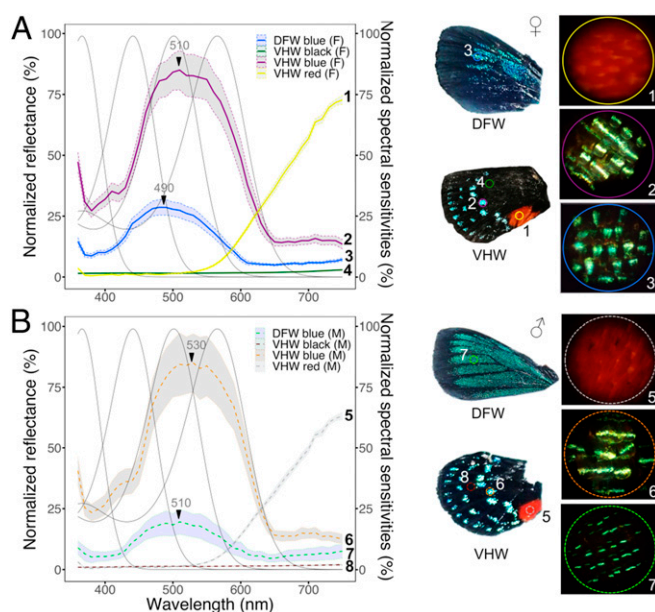 A
Normalized reflectance (%)
100
75
50
25
0
510
490
DFW blue (F)
VHW black (F)
VHW blue (F)
VHW red (F)
1
2
3
4
100
75
50
25
0
Normalized spectral sensitivities (%)
400
500
600
700
3
♀
DFW
4
2
1
VHW
1
2
3
B
Normalized reflectance (%)
100
75
50
25
0
530
510
DFW blue (M)
VHW black (M)
VHW blue (M)
VHW red (M)
5
6
7
8
100
75
50
25
0
Normalized spectral sensitivities (%)
400
500
600
700
Wavelength (nm)
7
♂
DFW
8
6
5
VHW
5
6
7